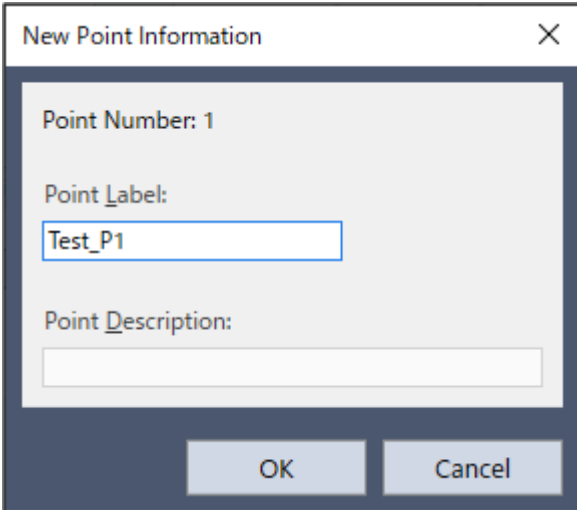 New Point Information
Point Number: 1
Point Label:
Test_P1
Point Description:
OK
Cancel